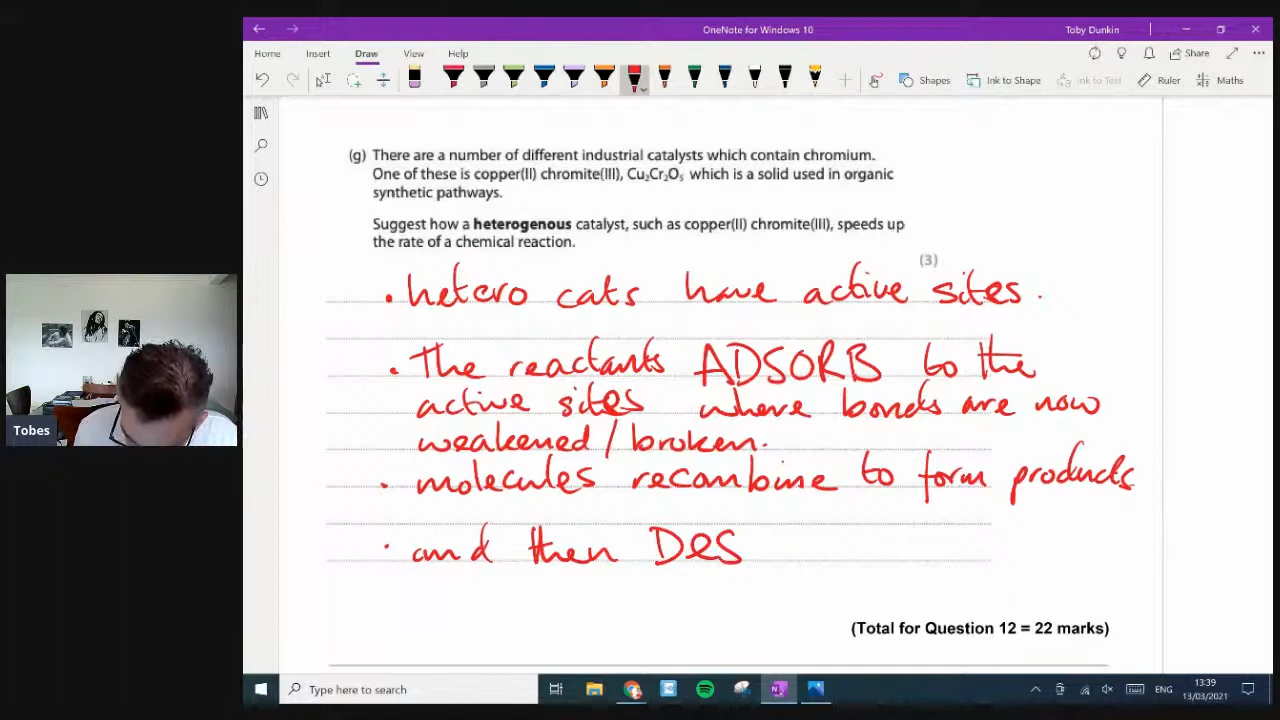 OneNote for Windows 10
Toby Dunkin
Home Insert Draw View Help
Share
Shapes Ink to Shape Ink to Text Ruler Maths
(g) There are a number of different industrial catalysts which contain chromium.
One of these is copper(II) chromite(III), Cu₂Cr₂O₅ which is a solid used in organic
synthetic pathways.
Suggest how a heterogenous catalyst, such as copper(II) chromite(III), speeds up
the rate of a chemical reaction.
(3)
• hetero cats have active sites.
• The reactants ADSORB to the
active sites where bonds are now
weakened/broken.
• molecules recombine to form products
• and then DeS
(Total for Question 12 = 22 marks)
Tobes
Type here to search
ENG
13:39
13/03/2021